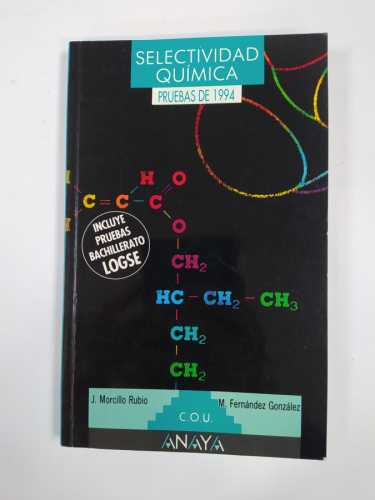 SELECTIVIDAD
QUÍMICA
PRUEBAS DE 1994
H O
C = C - C
O
INCLUYE
PRUEBAS
BACHILLERATO
LOGSE
CH₂
HC - CH₂ - CH₃
CH₂
CH₂
J. Morcillo Rubio M. Fernández González
C.O.U.
ANAYA